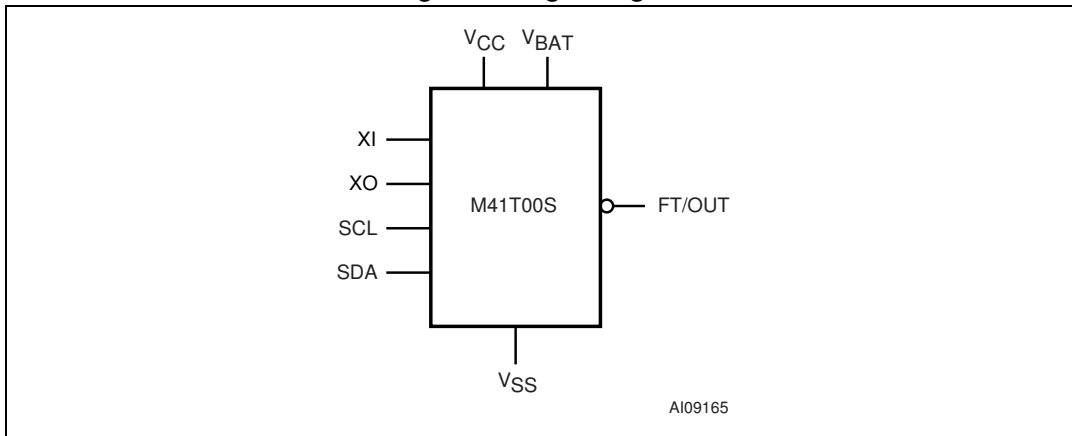 VCC VBAT
XI
XO
SCL
SDA
M41T00S
FT/OUT
VSS
AI09165